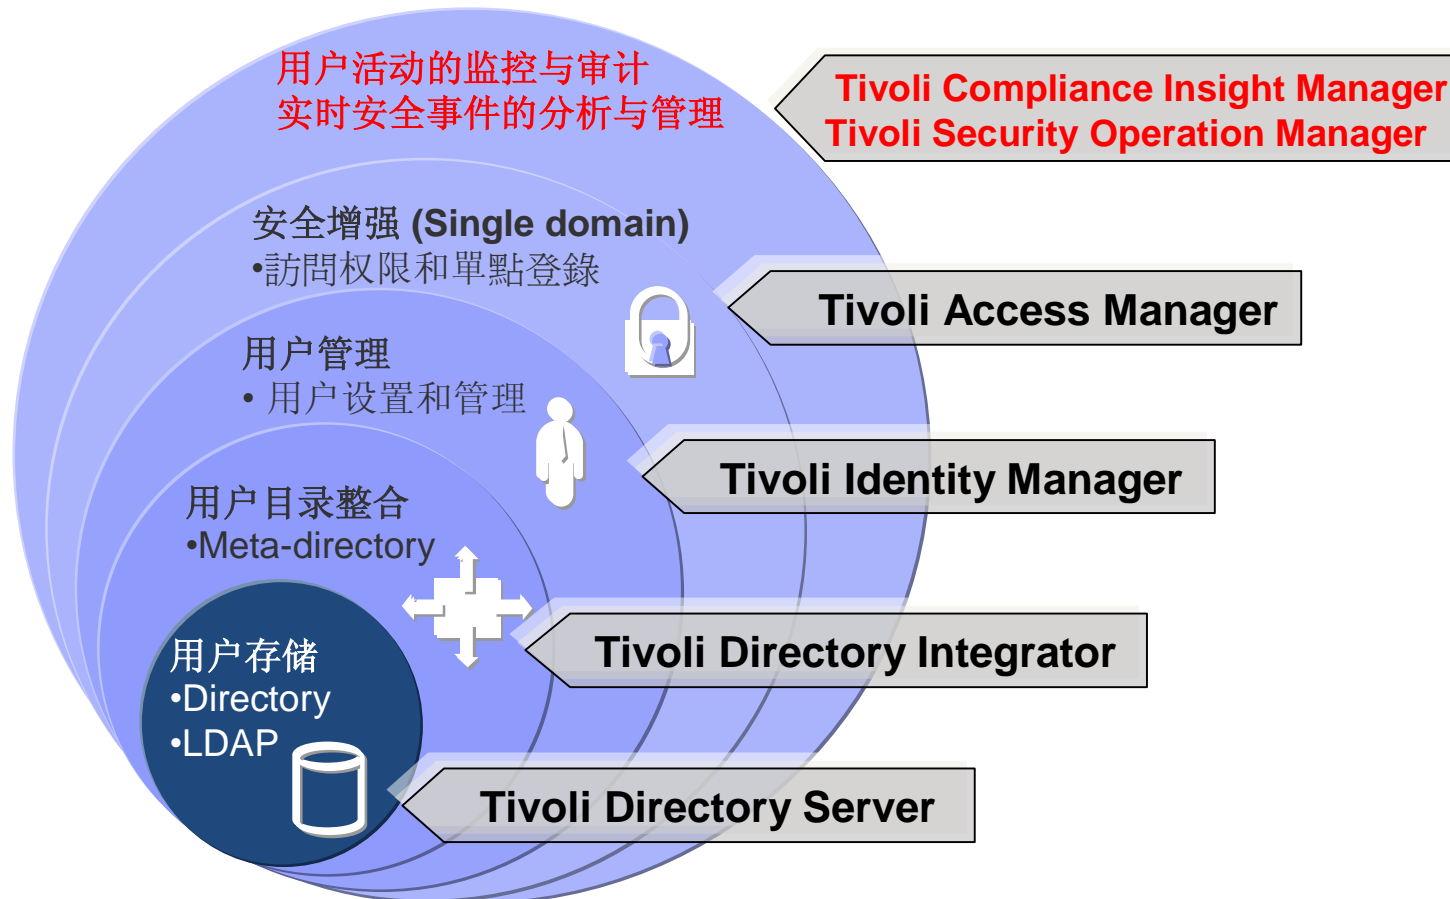 用户活动的监控与审计
实时安全事件的分析与管理
Tivoli Compliance Insight Manager
Tivoli Security Operation Manager
安全增强 (Single domain)
•訪問权限和單點登錄
Tivoli Access Manager
用户管理
• 用户设置和管理
Tivoli Identity Manager
用户目录整合
•Meta-directory
Tivoli Directory Integrator
用户存储
•Directory
•LDAP
Tivoli Directory Server